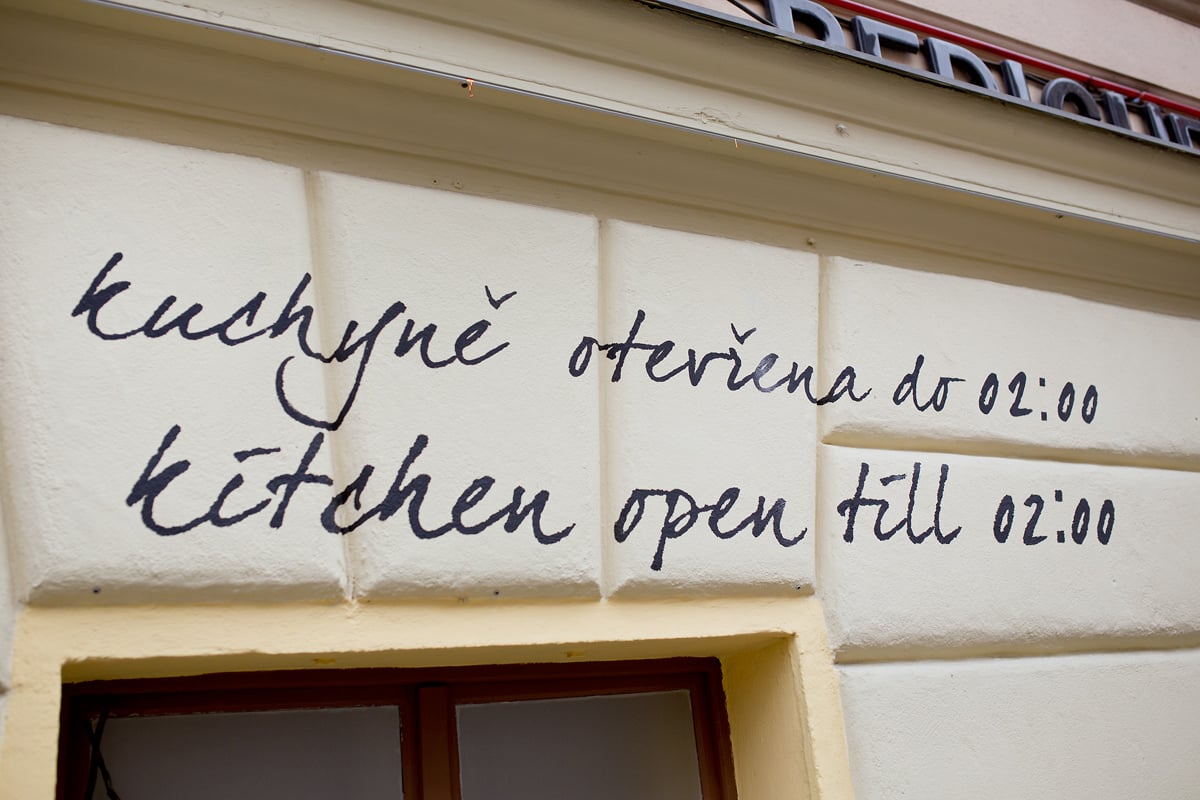 kuchyně otevřena do 02:00
kitchen open till 02:00